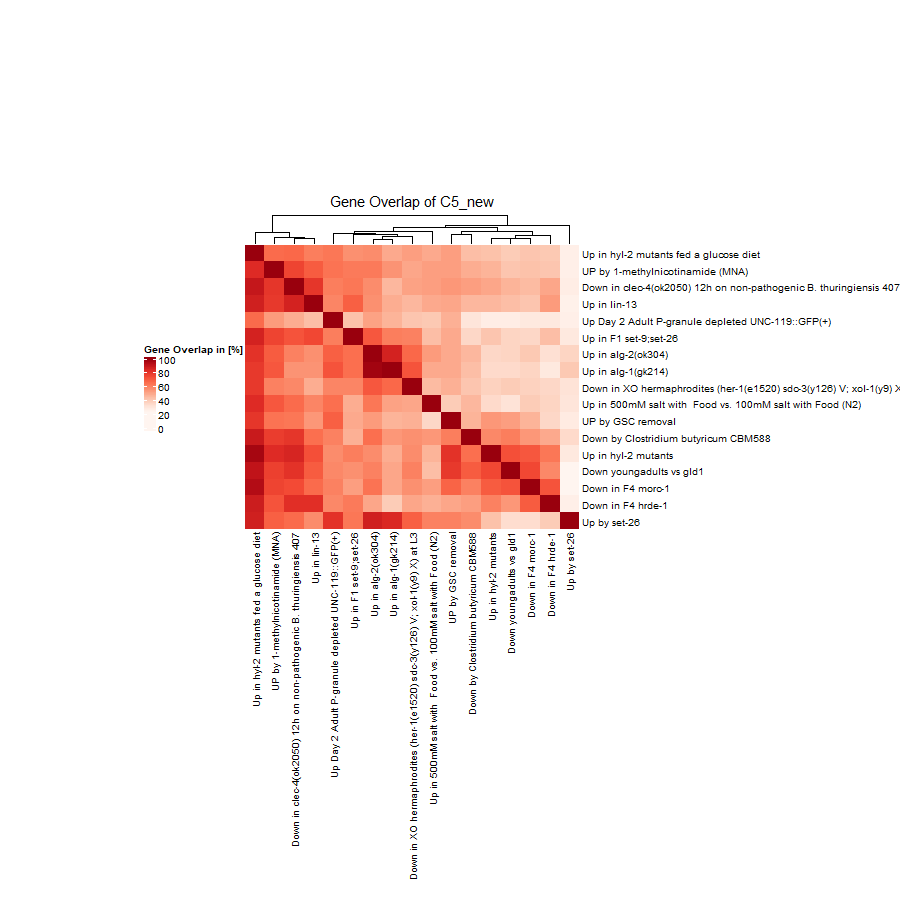 Gene Overlap of C5_new
Up in hyl-2 mutants fed a glucose diet
UP by 1-methylnicotinamide (MNA)
Down in clec-4(ok2050) 12h on non-pathogenic B. thuringiensis 407
Up in lin-13
Up Day 2 Adult P-granule depleted UNC-119::GFP(+)
Up in F1 set-9;set-26
Up in alg-2(ok304)
Up in alg-1(gk214)
Down in XO hermaphrodites (her-1(e1520) sdc-3(y126) V; xol-1(y9) X
Up in 500mM salt with  Food vs. 100mM salt with Food (N2)
UP by GSC removal
Down by Clostridium butyricum CBM588
Up in hyl-2 mutants
Down youngadults vs gld1
Down in F4 morc-1
Down in F4 hrde-1
Up by set-26
Gene Overlap in [%]
100
80
60
40
20
0
Up in hyl-2 mutants fed a glucose diet
UP by 1-methylnicotinamide (MNA)
Down in clec-4(ok2050) 12h on non-pathogenic B. thuringiensis 407
Up in lin-13
Up Day 2 Adult P-granule depleted UNC-119::GFP(+)
Up in F1 set-9;set-26
Up in alg-2(ok304)
Up in alg-1(gk214)
Down in XO hermaphrodites (her-1(e1520) sdc-3(y126) V; xol-1(y9) X) at L3
Up in 500mM salt with  Food vs. 100mM salt with Food (N2)
UP by GSC removal
Down by Clostridium butyricum CBM588
Up in hyl-2 mutants
Down youngadults vs gld1
Down in F4 morc-1
Down in F4 hrde-1
Up by set-26